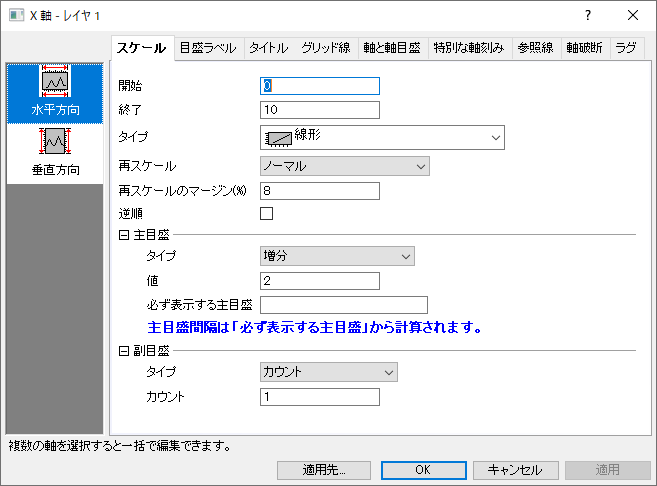 X 軸 - レイヤ 1
スケール 目盛ラベル タイトル グリッド線 軸と軸目盛 特別な軸刻み 参照線 軸破断 ラグ
水平方向
垂直方向
開始 0
終了 10
タイプ 線形
再スケール ノーマル
再スケールのマージン(%) 8
逆順
主目盛
タイプ 増分
値 2
必ず表示する主目盛
主目盛間隔は「必ず表示する主目盛」から計算されます。
副目盛
タイプ カウント
カウント 1
複数の軸を選択すると一括で編集できます。
適用先... OK キャンセル 適用